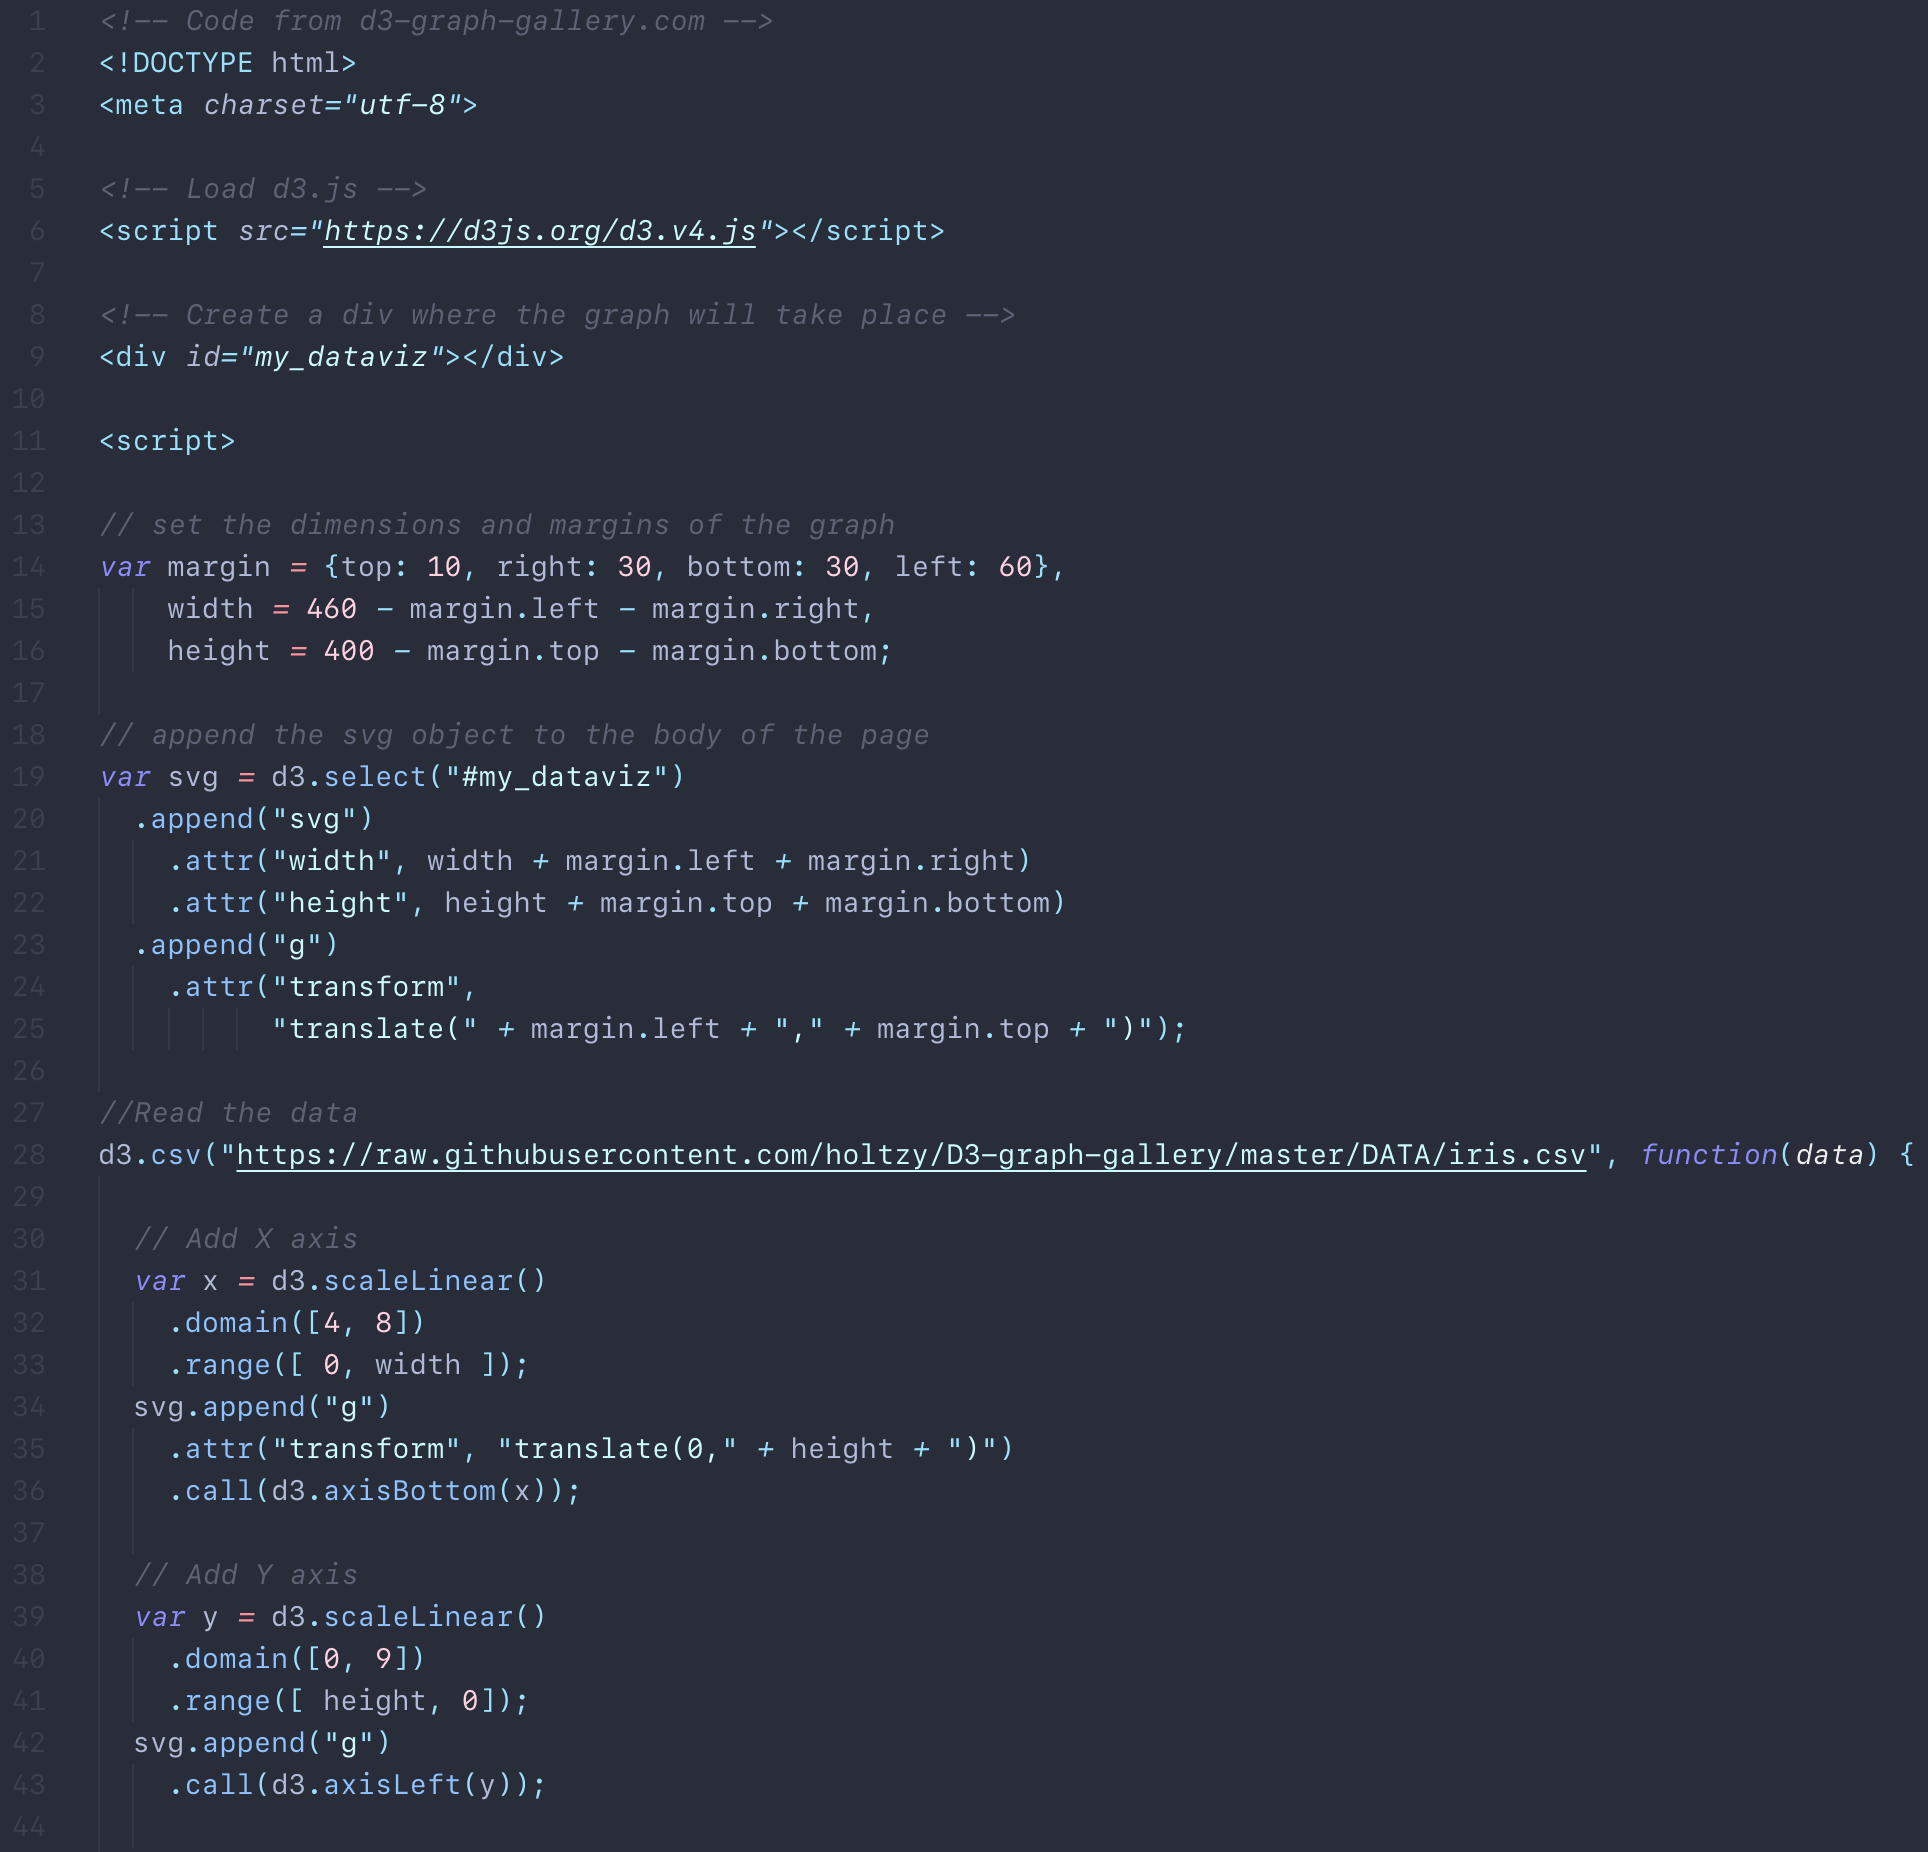 1 <!-- Code from d3-graph-gallery.com -->
2 <!DOCTYPE html>
3 <meta charset="utf-8">
4
5 <!-- Load d3.js -->
6 <script src="https://d3js.org/d3.v4.js"></script>
7
8 <!-- Create a div where the graph will take place -->
9 <div id="my_dataviz"></div>
10
11 <script>
12
13 // set the dimensions and margins of the graph
14 var margin = {top: 10, right: 30, bottom: 30, left: 60},
15     width = 460 - margin.left - margin.right,
16     height = 400 - margin.top - margin.bottom;
17
18 // append the svg object to the body of the page
19 var svg = d3.select("#my_dataviz")
20   .append("svg")
21     .attr("width", width + margin.left + margin.right)
22     .attr("height", height + margin.top + margin.bottom)
23   .append("g")
24     .attr("transform",
25           "translate(" + margin.left + "," + margin.top + ")");
26
27 //Read the data
28 d3.csv("https://raw.githubusercontent.com/holtzy/D3-graph-gallery/master/DATA/iris.csv", function(data) {
29
30   // Add X axis
31   var x = d3.scaleLinear()
32     .domain([4, 8])
33     .range([ 0, width ]);
34   svg.append("g")
35     .attr("transform", "translate(0," + height + ")")
36     .call(d3.axisBottom(x));
37
38   // Add Y axis
39   var y = d3.scaleLinear()
40     .domain([0, 9])
41     .range([ height, 0]);
42   svg.append("g")
43     .call(d3.axisLeft(y));
44